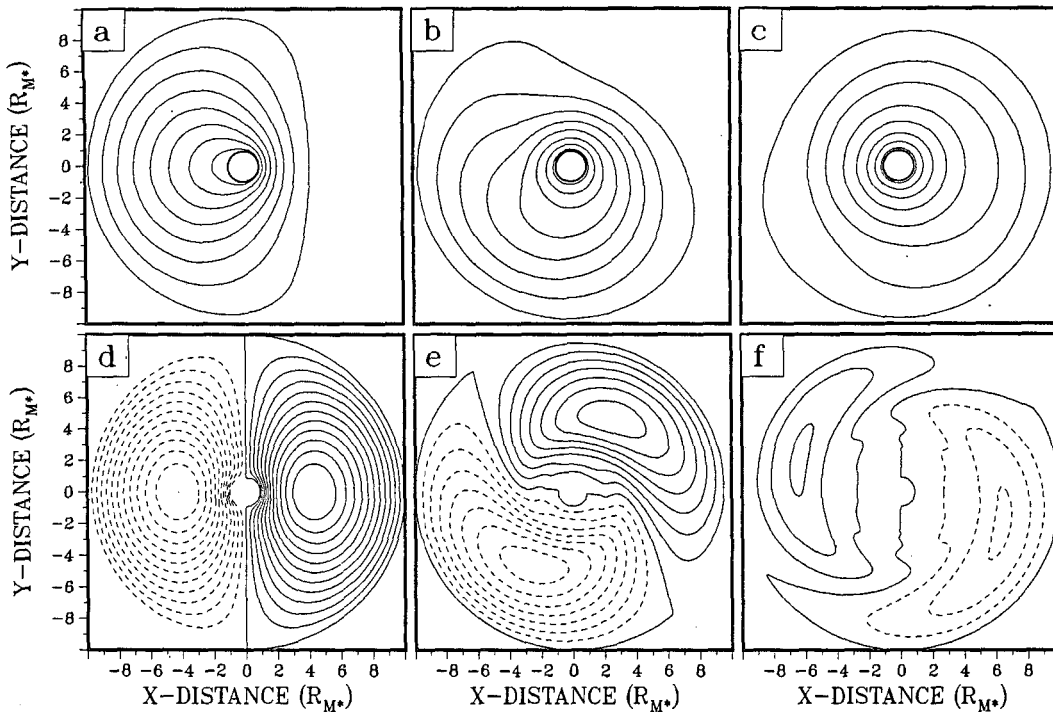 a
b
c
8
6
4
2
0
-2
-4
-6
-8
Y-DISTANCE (R_M*)
d
e
f
8
6
4
2
0
-2
-4
-6
-8
Y-DISTANCE (R_M*)
-8 -6 -4 -2 0 2 4 6 8
-8 -6 -4 -2 0 2 4 6 8
-8 -6 -4 -2 0 2 4 6 8
X-DISTANCE (R_M*)
X-DISTANCE (R_M*)
X-DISTANCE (R_M*)